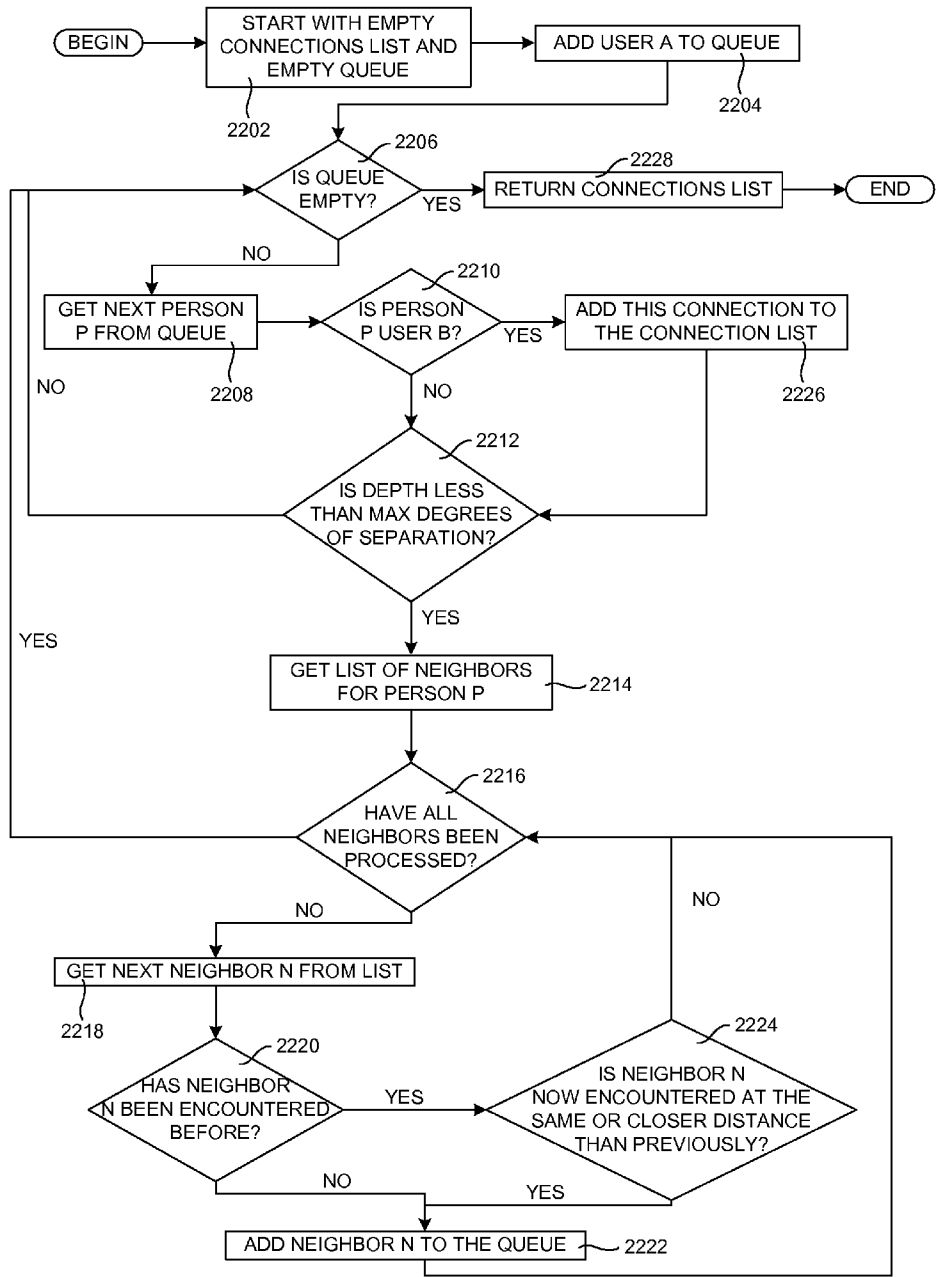 BEGIN
START WITH EMPTY
CONNECTIONS LIST AND
EMPTY QUEUE
2202
ADD USER A TO QUEUE
2204
IS QUEUE
EMPTY?
2206
YES
RETURN CONNECTIONS LIST
2228
END
NO
GET NEXT PERSON
P FROM QUEUE
2208
IS PERSON
P USER B?
2210
YES
ADD THIS CONNECTION TO
THE CONNECTION LIST
2226
NO
NO
IS DEPTH LESS
THAN MAX DEGREES
OF SEPARATION?
2212
YES
YES
GET LIST OF NEIGHBORS
FOR PERSON P
2214
HAVE ALL
NEIGHBORS BEEN
PROCESSED?
2216
NO
NO
GET NEXT NEIGHBOR N FROM LIST
2218
HAS NEIGHBOR
N BEEN ENCOUNTERED
BEFORE?
2220
YES
IS NEIGHBOR N
NOW ENCOUNTERED AT THE
SAME OR CLOSER DISTANCE
THAN PREVIOUSLY?
2224
NO
YES
ADD NEIGHBOR N TO THE QUEUE
2222